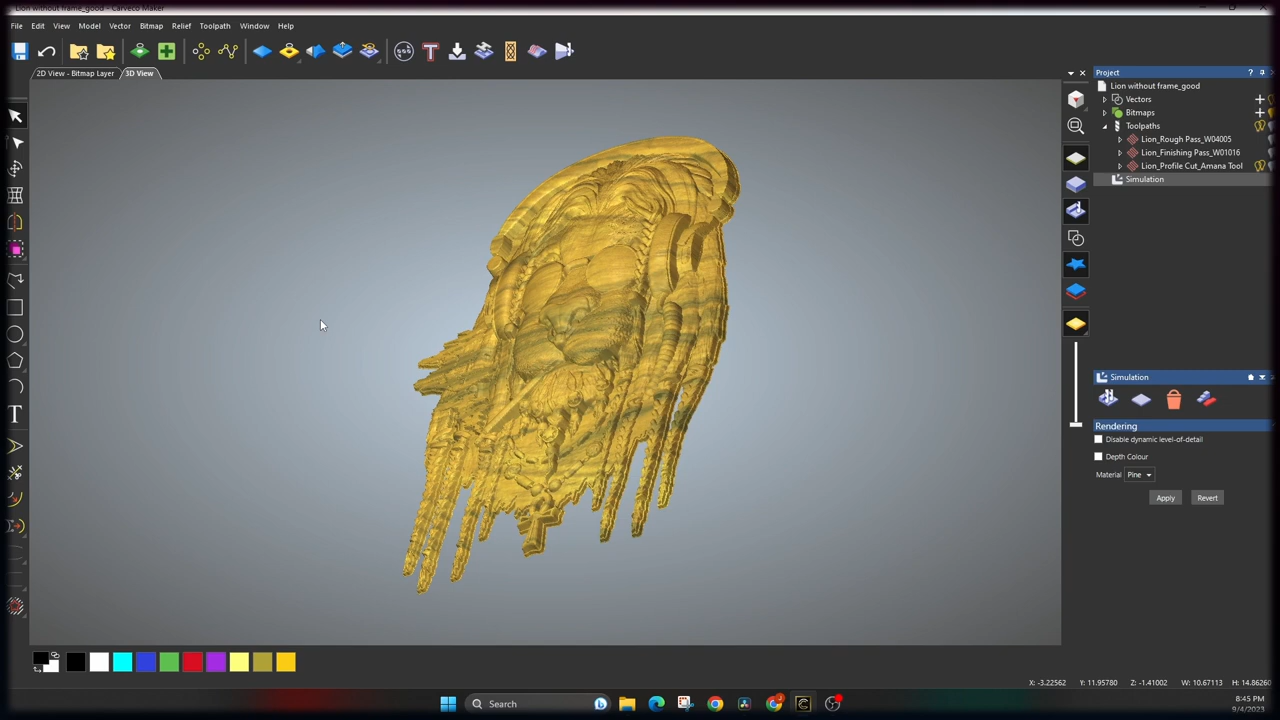 Lion without frame_good - Carveco Maker
File Edit View Model Vector Bitmap Relief Toolpath Window Help
2D View - Bitmap Layer 3D View
Project
Lion without frame_good
Vectors
Bitmaps
Toolpaths
Lion_Rough Pass_W04005
Lion_Finishing Pass_W01016
Lion_Profile Cut_Amana Tool
Simulation
Simulation
Rendering
Disable dynamic level-of-detail
Depth Colour
Material Pine
Apply Revert
X: -3.22562 Y: 11.95780 Z: -1.41002 W: 10.67113 H: 14.86260
Search
8:45 PM
9/4/2023